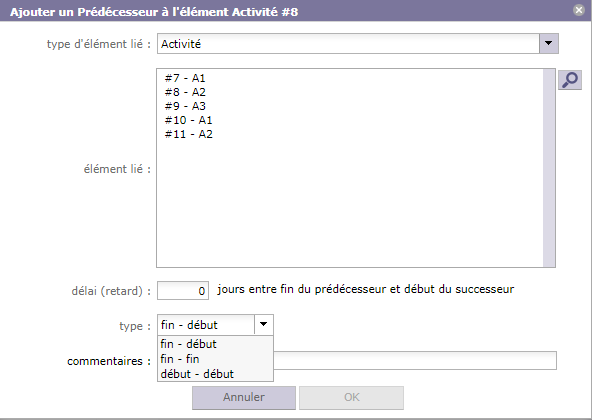 Ajouter un Prédécesseur à l'élément Activité #8
type d'élément lié : Activité
#7 - A1
#8 - A2
#9 - A3
#10 - A1
#11 - A2
élément lié :
délai (retard) : 0 jours entre fin du prédécesseur et début du successeur
type : fin - début
fin - début
fin - fin
début - début
commentaires :
Annuler OK